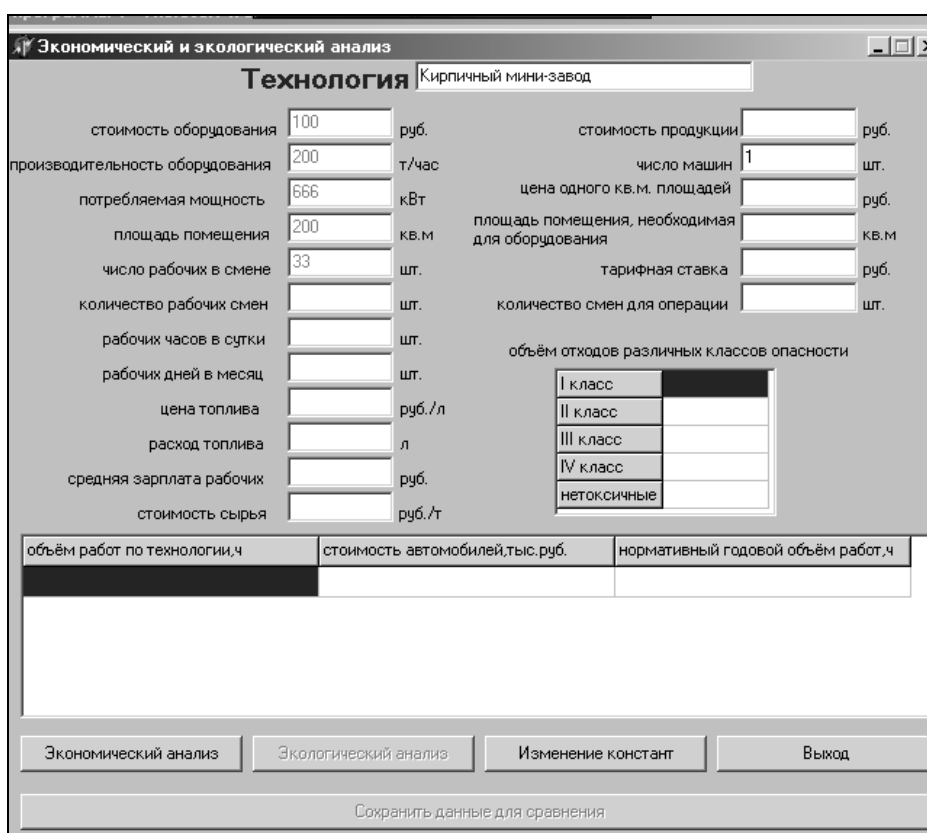 Экономический и экологический анализ
Технология Кирпичный мини-завод
стоимость оборудования 100 руб.
производительность оборудования 200 т/час
потребляемая мощность 666 кВт
площадь помещения 200 кв.м
число рабочих в смене 33 шт.
количество рабочих смен шт.
рабочих часов в сутки шт.
рабочих дней в месяц шт.
цена топлива руб./л
расход топлива л
средняя зарплата рабочих руб.
стоимость сырья руб./т
стоимость продукции руб.
число машин 1 шт.
цена одного кв.м. площадей руб.
площадь помещения, необходимая
для оборудования кв.м
тарифная ставка руб.
количество смен для операции шт.
объём отходов различных классов опасности
I класс
II класс
III класс
IV класс
нетоксичные
объём работ по технологии,ч стоимость автомобилей,тыс.руб. нормативный годовой объём работ,ч
Экономический анализ Экологический анализ Изменение констант Выход
Сохранить данные для сравнения